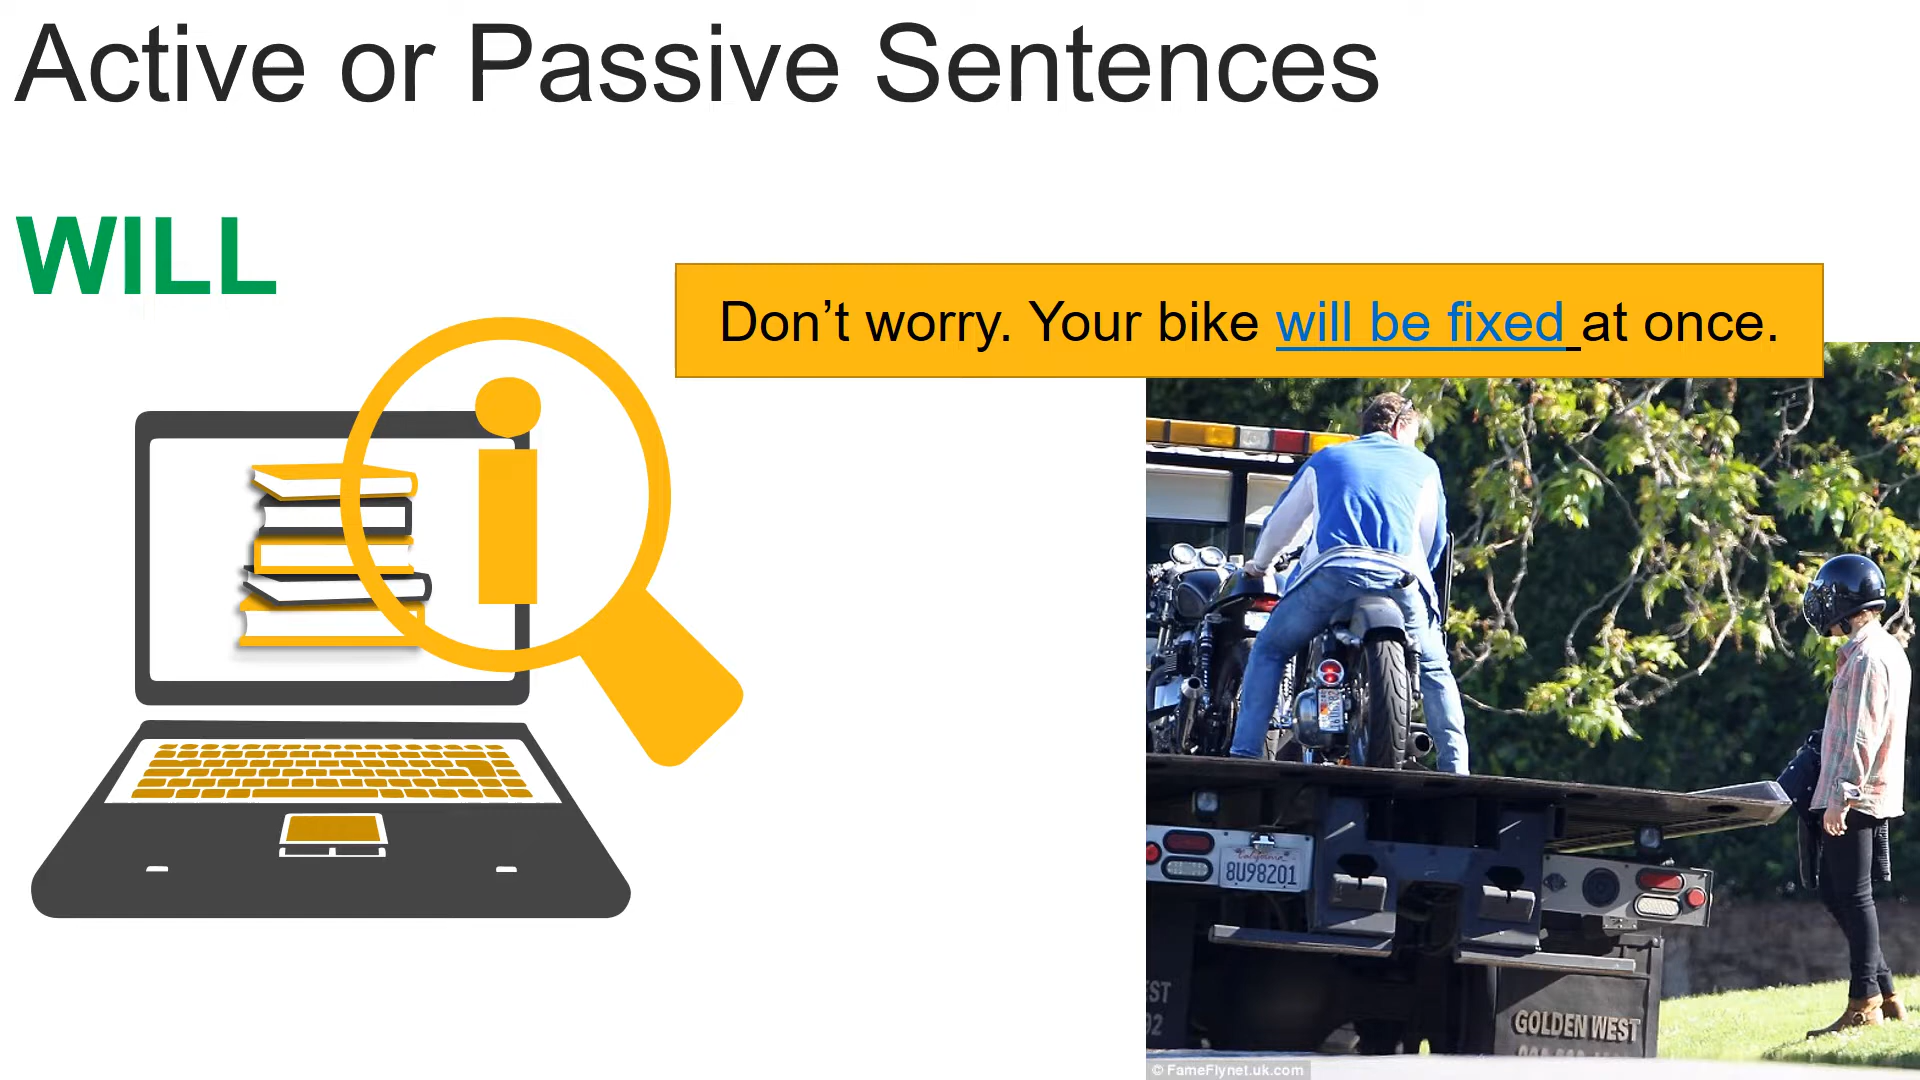 Active or Passive Sentences
WILL
Don’t worry. Your bike will be fixed at once.
California
8U98201
GOLDEN WEST
© FameFlynet.uk.com